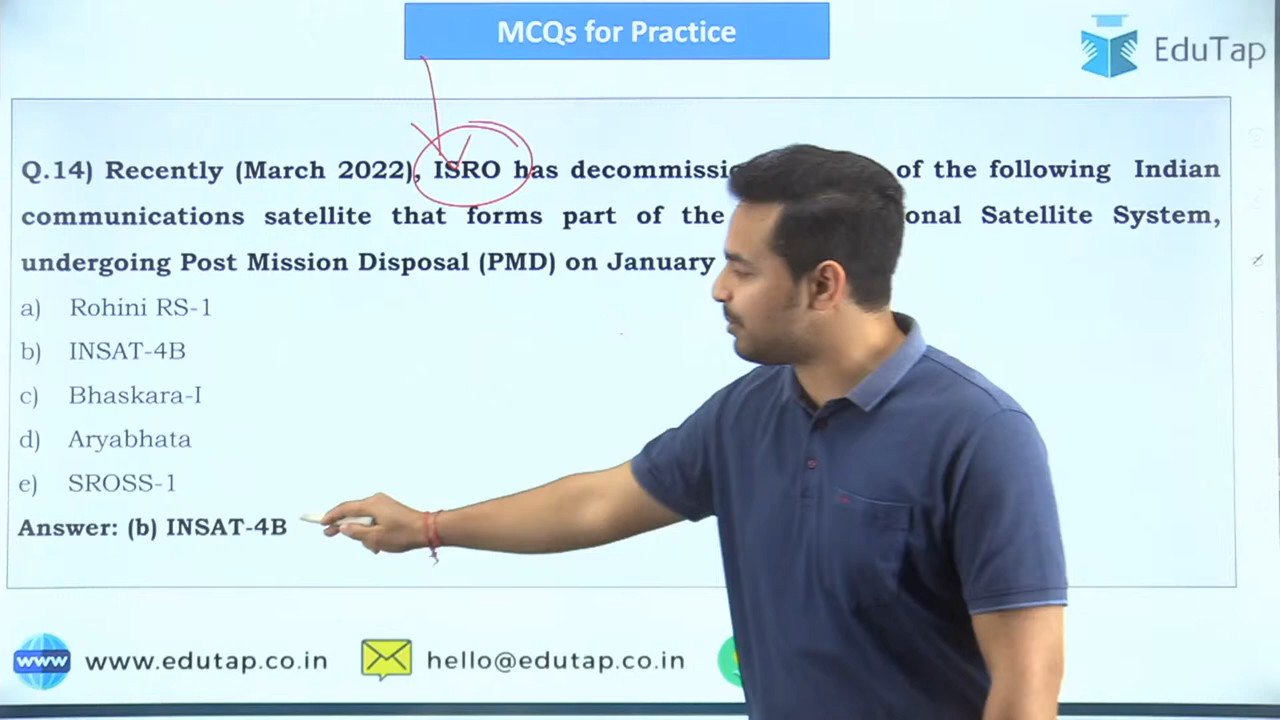 MCQs for Practice
EduTap
Q.14) Recently (March 2022), ISRO has of the following Indian
communications satellite that forms part of the Satellite System,
undergoing Post Mission Disposal (PMD) on January
a) Rohini RS-1
b) INSAT-4B
c) Bhaskara-I
d) Aryabhata
e) SROSS-1
Answer: (b) INSAT-4B
www www.edutap.co.in hello@edutap.co.in